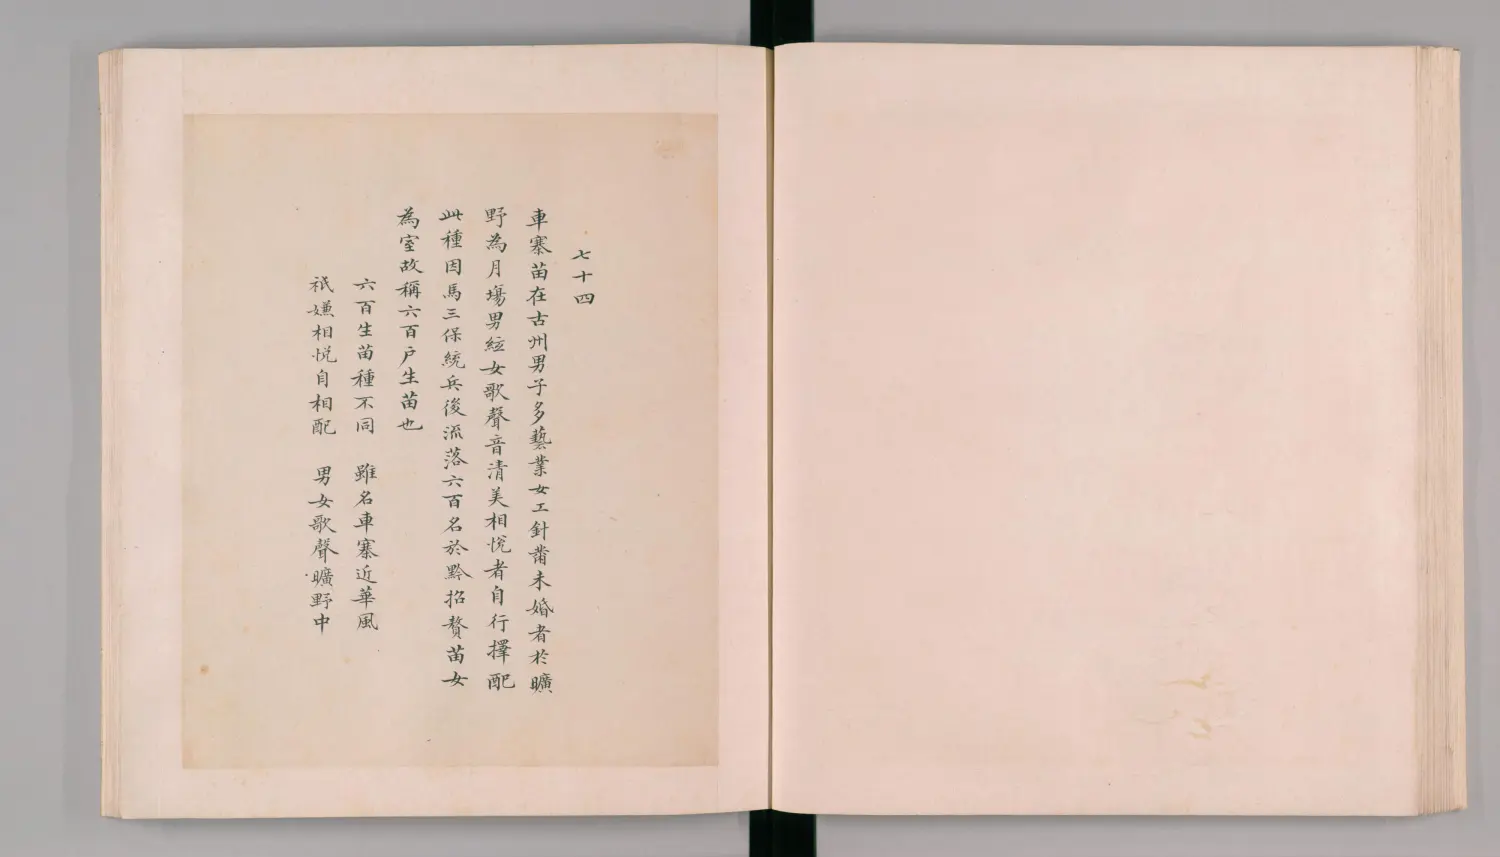 七十四
車寨苗在古州男子多藝業女工針黹未婚者於曠
野為月塲男絃女歌聲音清美相悅者自行擇配
此種因馬三保統兵後流落六百名於黔招贅苗女
為室故稱六百户生苗也
六百生苗種不同　雖名車寨近華風
祇嫌相悅自相配　男女歌聲曠野中